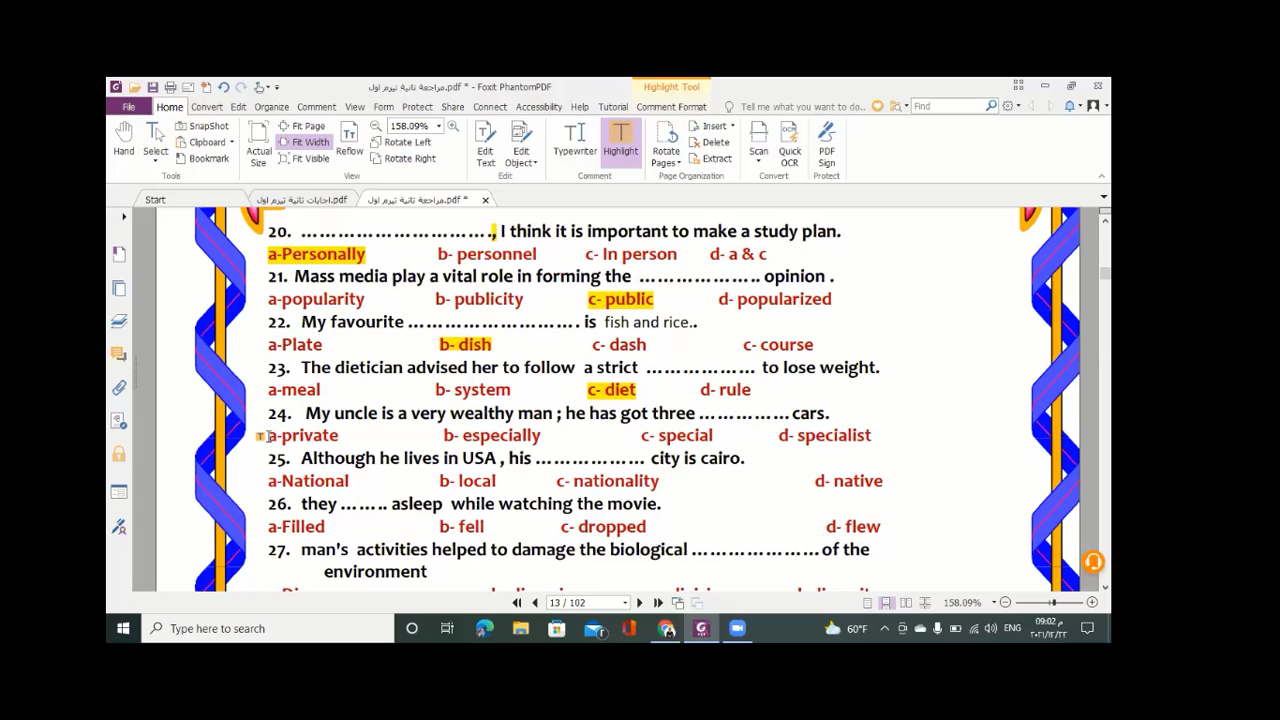 مراجعة ثانية تيرم اول.pdf * - Foxit PhantomPDF
Highlight Tool
File Home Convert Edit Organize Comment View Form Protect Share Connect Accessibility Help Tutorial Comment Format Tell me what you want to do.. Find
Hand Select SnapShot Clipboard Bookmark Actual Size Fit Page Fit Width Fit Visible Reflow 158.09% Rotate Left Rotate Right Edit Text Edit Object Typewriter Highlight Rotate Pages Insert Delete Extract Scan Quick OCR PDF Sign
Tools View Edit Comment Page Organization Convert Protect
Start اجابات ثانية تيرم اول.pdf مراجعة ثانية تيرم اول.pdf *
20. ……………………………., I think it is important to make a study plan.
a-Personally b- personnel c- In person d- a & c
21. Mass media play a vital role in forming the ………………….. opinion .
a-popularity b- publicity c- public d- popularized
22. My favourite ………………………. is fish and rice..
a-Plate b- dish c- dash c- course
23. The dietician advised her to follow a strict ……………… to lose weight.
a-meal b- system c- diet d- rule
24. My uncle is a very wealthy man ; he has got three ……………cars.
a-private b- especially c- special d- specialist
25. Although he lives in USA , his ……………… city is cairo.
a-National b- local c- nationality d- native
26. they …….. asleep while watching the movie.
a-Filled b- fell c- dropped d- flew
27. man's activities helped to damage the biological …………………of the
environment
13 / 102 158.09%
Type here to search 60°F ENG م 09:02
٢٠٢١/١٢/٢٢